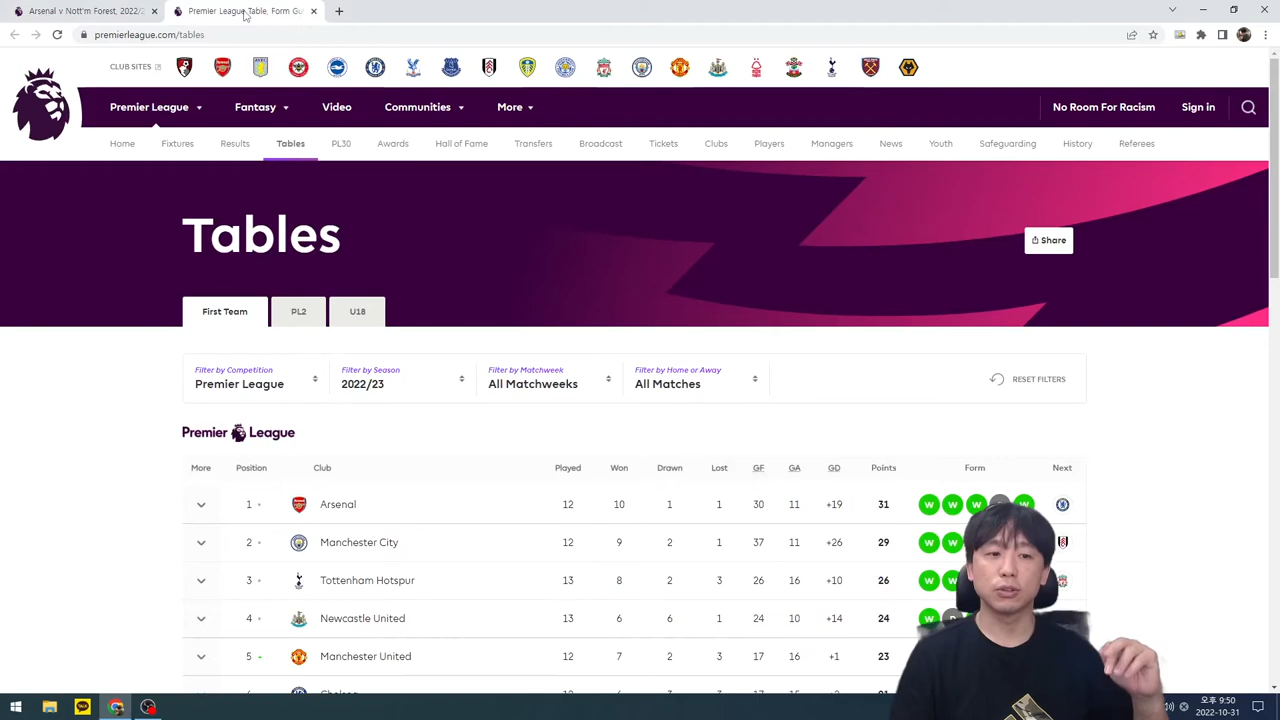 Arsenal v Nott'm Forest, 2022/
Premier League Table, Form Gui
premierleague.com/tables
CLUB SITES
Premier League
Fantasy
Video
Communities
More
No Room For Racism
Sign in
Home
Fixtures
Results
Tables
PL30
Awards
Hall of Fame
Transfers
Broadcast
Tickets
Clubs
Players
Managers
News
Youth
Safeguarding
History
Referees
Tables
Share
First Team
PL2
U18
Filter by Competition
Premier League
Filter by Season
2022/23
Filter by Matchweek
All Matchweeks
Filter by Home or Away
All Matches
RESET FILTERS
Premier League
More Position Club Played Won Drawn Lost GF GA GD Points Form Next
1 Arsenal 12 10 1 1 30 11 +19 31 W W W D W
2 Manchester City 12 9 2 1 37 11 +26 29 W W
3 Tottenham Hotspur 13 8 2 3 26 16 +10 26 W W
4 Newcastle United 13 6 6 1 24 10 +14 24 W D
5 Manchester United 12 7 2 3 17 16 +1 23
TALK
오후 9:50
2022-10-31